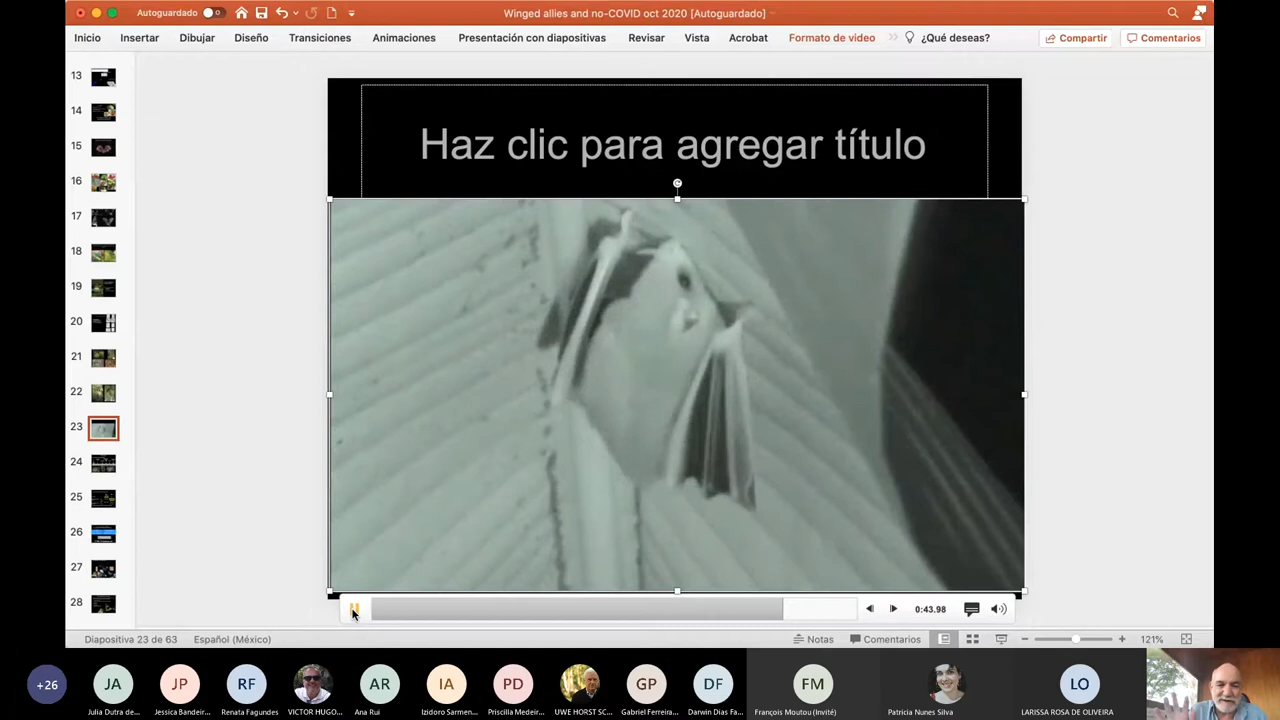 Autoguardado
Winged allies and no-COVID oct 2020 [Autoguardado]
Inicio Insertar Dibujar Diseño Transiciones Animaciones Presentación con diapositivas Revisar Vista Acrobat Formato de video ¿Qué deseas? Compartir Comentarios
13
14
15
16
17
18
19
20
21
22
23
24
25
26
27
28
Haz clic para agregar título
0:43.98
Diapositiva 23 de 63 Español (México) Notas Comentarios 121%
+26 JA JP RF AR IA PD GP DF FM LO
Julia Dutra de... Jessica Bandeir... Renata Fagundes VICTOR HUGO... Ana Rui Izidoro Sarmen... Priscilla Medeir... UWE HORST SC... Gabriel Ferreira... Darwin Dias Fa... François Moutou (Invité) Patricia Nunes Silva LARISSA ROSA DE OLIVEIRA